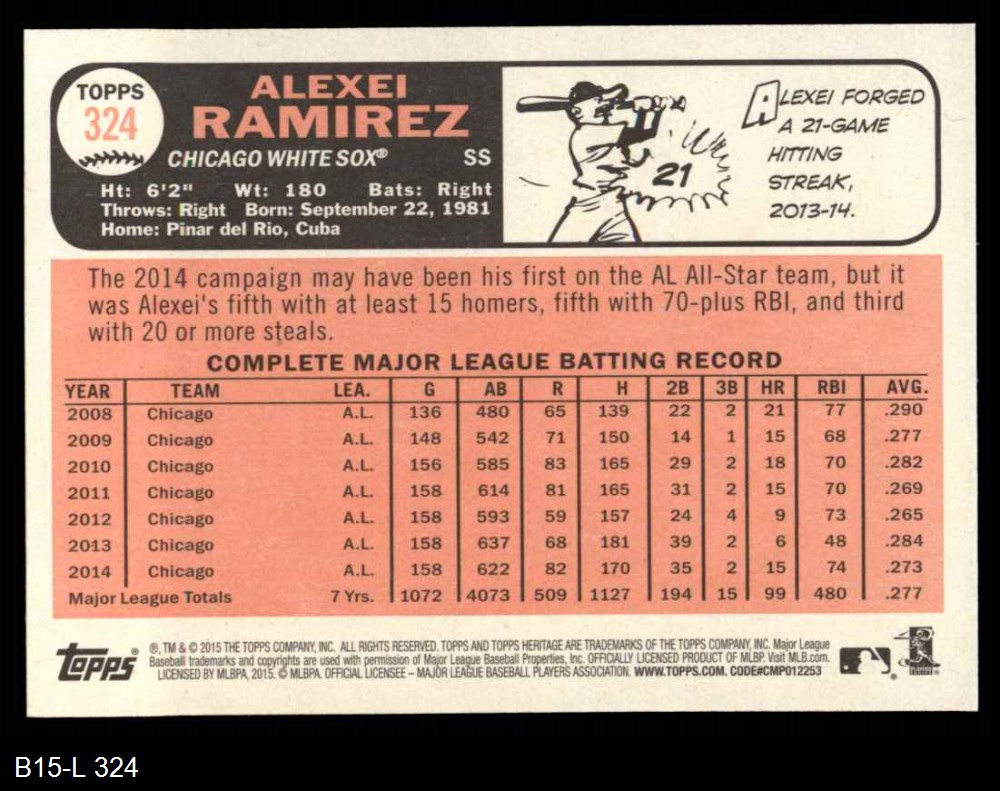 TOPPS
324
ALEXEI
RAMIREZ
CHICAGO WHITE SOX® SS
Ht: 6'2" Wt: 180 Bats: Right
Throws: Right Born: September 22, 1981
Home: Pinar del Rio, Cuba
21
ALEXEI FORGED
A 21-GAME
HITTING
STREAK,
2013-14.
The 2014 campaign may have been his first on the AL All-Star team, but it
was Alexei's fifth with at least 15 homers, fifth with 70-plus RBI, and third
with 20 or more steals.
COMPLETE MAJOR LEAGUE BATTING RECORD
YEAR TEAM LEA. G AB R H 2B 3B HR RBI AVG.
2008 Chicago A.L. 136 480 65 139 22 2 21 77 .290
2009 Chicago A.L. 148 542 71 150 14 1 15 68 .277
2010 Chicago A.L. 156 585 83 165 29 2 18 70 .282
2011 Chicago A.L. 158 614 81 165 31 2 15 70 .269
2012 Chicago A.L. 158 593 59 157 24 4 9 73 .265
2013 Chicago A.L. 158 637 68 181 39 2 6 48 .284
2014 Chicago A.L. 158 622 82 170 35 2 15 74 .273
Major League Totals 7 Yrs. 1072 4073 509 1127 194 15 99 480 .277
topps®
®, TM & © 2015 THE TOPPS COMPANY, INC. ALL RIGHTS RESERVED. TOPPS AND TOPPS HERITAGE ARE TRADEMARKS OF THE TOPPS COMPANY, INC. Major League
Baseball trademarks and copyrights are used with permission of Major League Baseball Properties, Inc. OFFICIALLY LICENSED PRODUCT OF MLBP. Visit MLB.com.
LICENSED BY MLBPA, 2015. © MLBPA. OFFICIAL LICENSEE – MAJOR LEAGUE BASEBALL PLAYERS ASSOCIATION. WWW.TOPPS.COM. CODE#CMP012253
B15-L 324